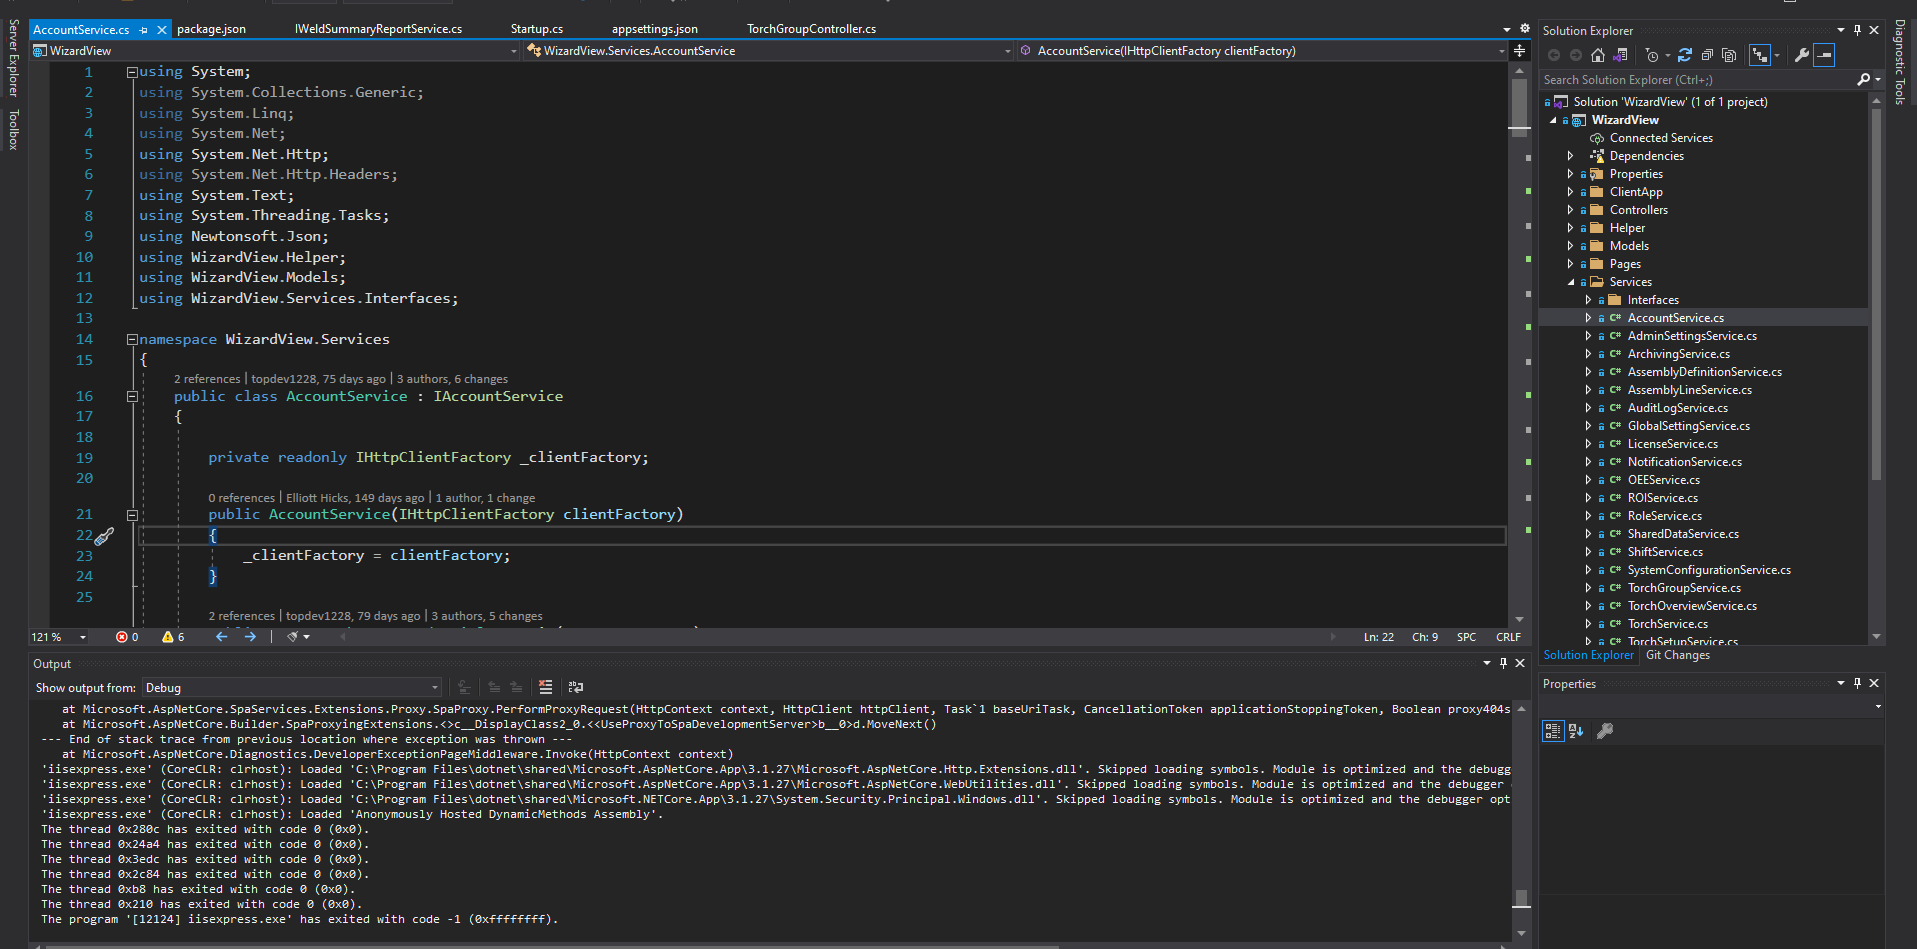 AccountService.cs
package.json
IWeldSummaryReportService.cs
Startup.cs
appsettings.json
TorchGroupController.cs
WizardView
WizardView.Services.AccountService
AccountService(IHttpClientFactory clientFactory)
Server Explorer
Toolbox
1 using System;
2 using System.Collections.Generic;
3 using System.Linq;
4 using System.Net;
5 using System.Net.Http;
6 using System.Net.Http.Headers;
7 using System.Text;
8 using System.Threading.Tasks;
9 using Newtonsoft.Json;
10 using WizardView.Helper;
11 using WizardView.Models;
12 using WizardView.Services.Interfaces;
13
14 namespace WizardView.Services
15 {
2 references | topdev1228, 75 days ago | 3 authors, 6 changes
16 public class AccountService : IAccountService
17 {
18
19 private readonly IHttpClientFactory _clientFactory;
20
0 references | Elliott Hicks, 149 days ago | 1 author, 1 change
21 public AccountService(IHttpClientFactory clientFactory)
22 {
23 _clientFactory = clientFactory;
24 }
25
2 references | topdev1228, 79 days ago | 3 authors, 5 changes
121 %
0
6
Ln: 22 Ch: 9 SPC CRLF
Output
Show output from: Debug
at Microsoft.AspNetCore.SpaServices.Extensions.Proxy.SpaProxy.PerformProxyRequest(HttpContext context, HttpClient httpClient, Task`1 baseUriTask, CancellationToken applicationStoppingToken, Boolean proxy404s
at Microsoft.AspNetCore.Builder.SpaProxyingExtensions.<>c__DisplayClass2_0.<<UseProxyToSpaDevelopmentServer>b__0>d.MoveNext()
--- End of stack trace from previous location where exception was thrown ---
at Microsoft.AspNetCore.Diagnostics.DeveloperExceptionPageMiddleware.Invoke(HttpContext context)
'iisexpress.exe' (CoreCLR: clrhost): Loaded 'C:\Program Files\dotnet\shared\Microsoft.AspNetCore.App\3.1.27\Microsoft.AspNetCore.Http.Extensions.dll'. Skipped loading symbols. Module is optimized and the debugg
'iisexpress.exe' (CoreCLR: clrhost): Loaded 'C:\Program Files\dotnet\shared\Microsoft.AspNetCore.App\3.1.27\Microsoft.AspNetCore.WebUtilities.dll'. Skipped loading symbols. Module is optimized and the debugger
'iisexpress.exe' (CoreCLR: clrhost): Loaded 'C:\Program Files\dotnet\shared\Microsoft.NETCore.App\3.1.27\System.Security.Principal.Windows.dll'. Skipped loading symbols. Module is optimized and the debugger opt
'iisexpress.exe' (CoreCLR: clrhost): Loaded 'Anonymously Hosted DynamicMethods Assembly'.
The thread 0x280c has exited with code 0 (0x0).
The thread 0x24a4 has exited with code 0 (0x0).
The thread 0x3edc has exited with code 0 (0x0).
The thread 0x2c84 has exited with code 0 (0x0).
The thread 0xb8 has exited with code 0 (0x0).
The thread 0x210 has exited with code 0 (0x0).
The program '[12124] iisexpress.exe' has exited with code -1 (0xffffffff).
Solution Explorer
Search Solution Explorer (Ctrl+;)
Solution 'WizardView' (1 of 1 project)
WizardView
Connected Services
Dependencies
Properties
ClientApp
Controllers
Helper
Models
Pages
Services
Interfaces
C# AccountService.cs
C# AdminSettingsService.cs
C# ArchivingService.cs
C# AssemblyDefinitionService.cs
C# AssemblyLineService.cs
C# AuditLogService.cs
C# GlobalSettingService.cs
C# LicenseService.cs
C# NotificationService.cs
C# OEEService.cs
C# ROIService.cs
C# RoleService.cs
C# SharedDataService.cs
C# ShiftService.cs
C# SystemConfigurationService.cs
C# TorchGroupService.cs
C# TorchOverviewService.cs
C# TorchService.cs
C# TorchSetupService.cs
Solution Explorer
Git Changes
Properties
Diagnostic Tools